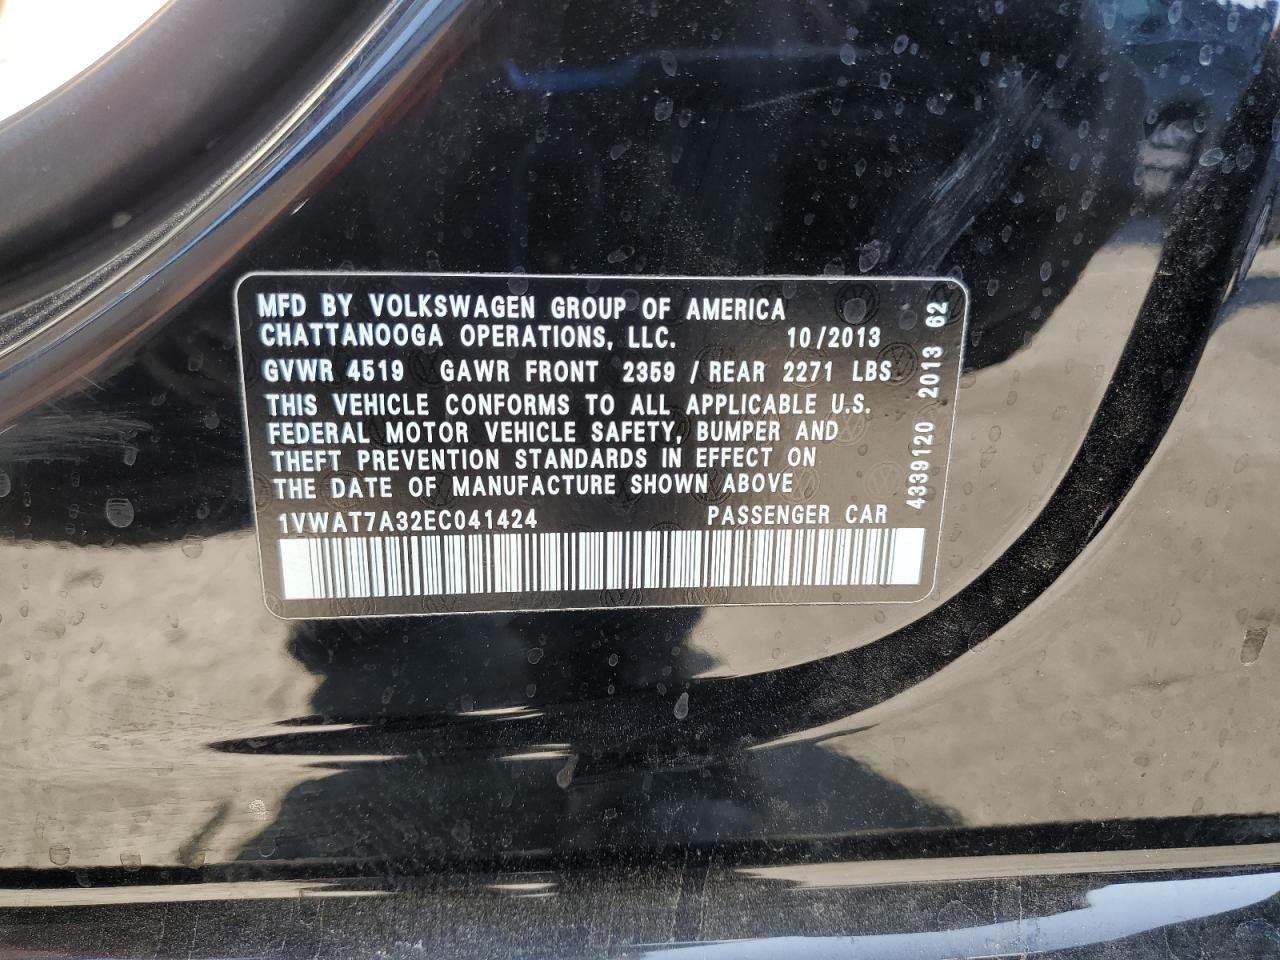 MFD BY VOLKSWAGEN GROUP OF AMERICA
CHATTANOOGA OPERATIONS, LLC. 10/2013
GVWR 4519 GAWR FRONT 2359 / REAR 2271 LBS
THIS VEHICLE CONFORMS TO ALL APPLICABLE U.S.
FEDERAL MOTOR VEHICLE SAFETY, BUMPER AND
THEFT PREVENTION STANDARDS IN EFFECT ON
THE DATE OF MANUFACTURE SHOWN ABOVE
1VWAT7A32EC041424 PASSENGER CAR
4339120 2013 62